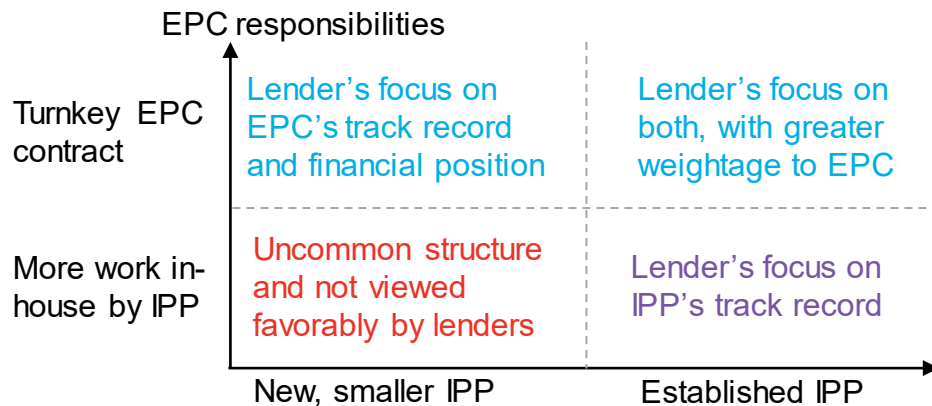 EPC responsibilities
Turnkey EPC
contract
Lender's focus on
EPC's track record
and financial position
Lender's focus on
both, with greater
weightage to EPC
More work in-
house by IPP
Uncommon structure
and not viewed
favorably by lenders
Lender's focus on
IPP's track record
New, smaller IPP
Established IPP